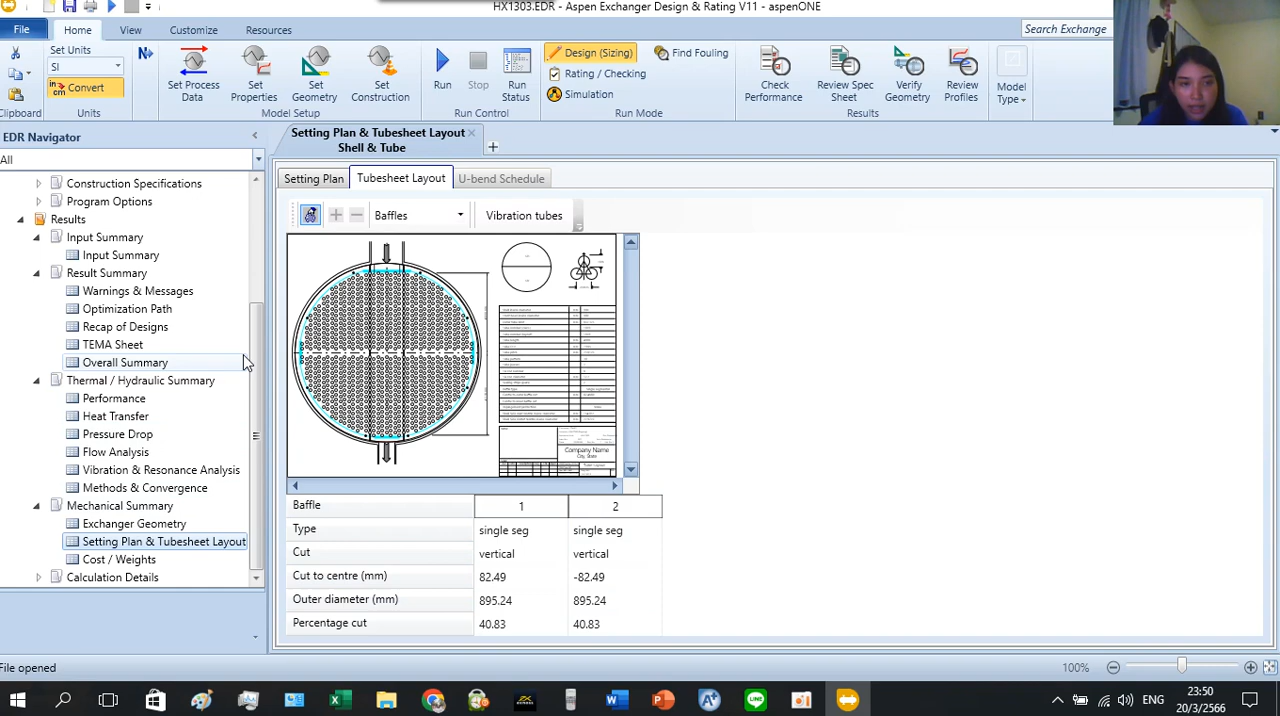 HX1303.EDR - Aspen Exchanger Design & Rating V11 - aspenONE
File
Home
View
Customize
Resources
Search Exchange
Set Units
SI
Convert
Clipboard
Units
Set Process
Data
Set
Properties
Set
Geometry
Set
Construction
Model Setup
Run
Stop
Run
Status
Run Control
Design (Sizing)
Rating / Checking
Simulation
Find Fouling
Run Mode
Check
Performance
Review Spec
Sheet
Verify
Geometry
Review
Profiles
Results
Model
Type
EDR Navigator
All
Construction Specifications
Program Options
Results
Input Summary
Input Summary
Result Summary
Warnings & Messages
Optimization Path
Recap of Designs
TEMA Sheet
Overall Summary
Thermal / Hydraulic Summary
Performance
Heat Transfer
Pressure Drop
Flow Analysis
Vibration & Resonance Analysis
Methods & Convergence
Mechanical Summary
Exchanger Geometry
Setting Plan & Tubesheet Layout
Cost / Weights
Calculation Details
Setting Plan & Tubesheet Layout
Shell & Tube
Setting Plan
Tubesheet Layout
U-bend Schedule
Baffles
Vibration tubes
Company Name
City, State
Baffle 1 2
Type single seg single seg
Cut vertical vertical
Cut to centre (mm) 82.49 -82.49
Outer diameter (mm) 895.24 895.24
Percentage cut 40.83 40.83
File opened
100%
ENG
23:50
20/3/2566